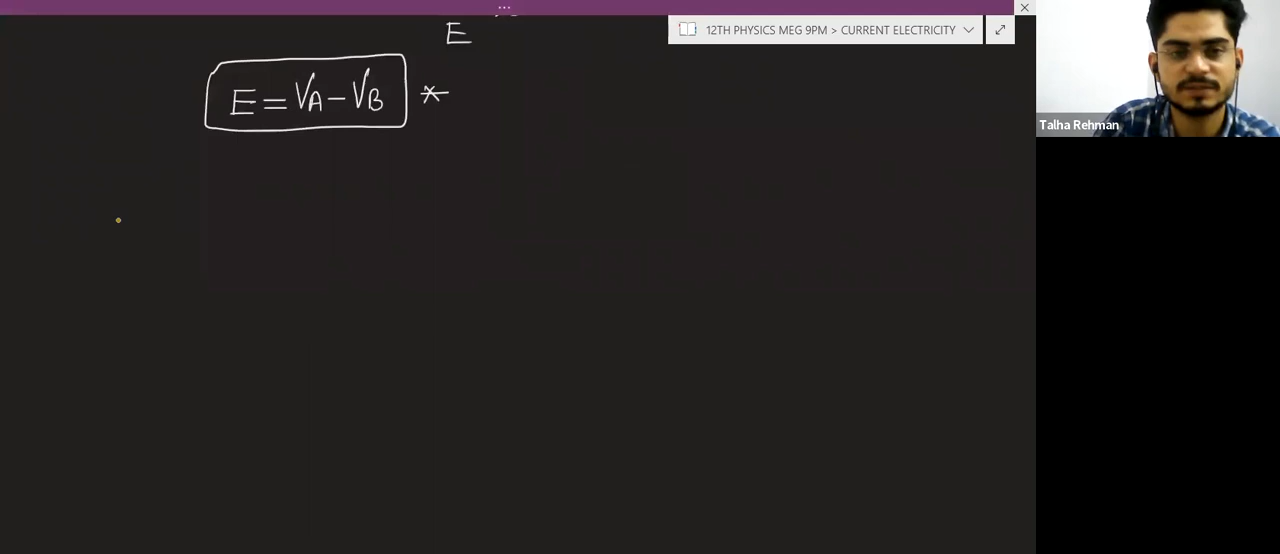 E
12TH PHYSICS MEG 9PM > CURRENT ELECTRICITY
E = VA - VB *
Talha Rehman